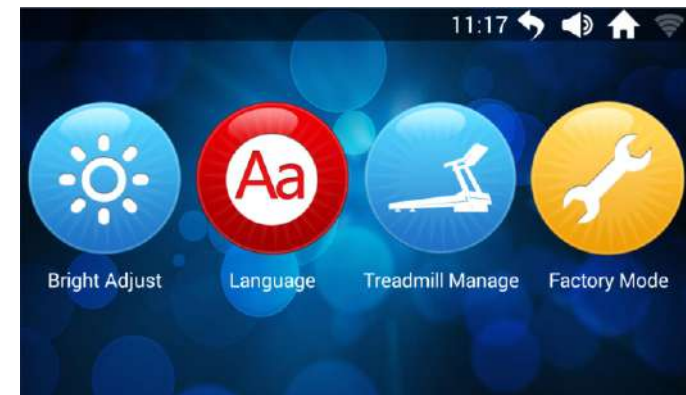 11:17
Aa
Bright Adjust
Language
Treadmill Manage
Factory Mode